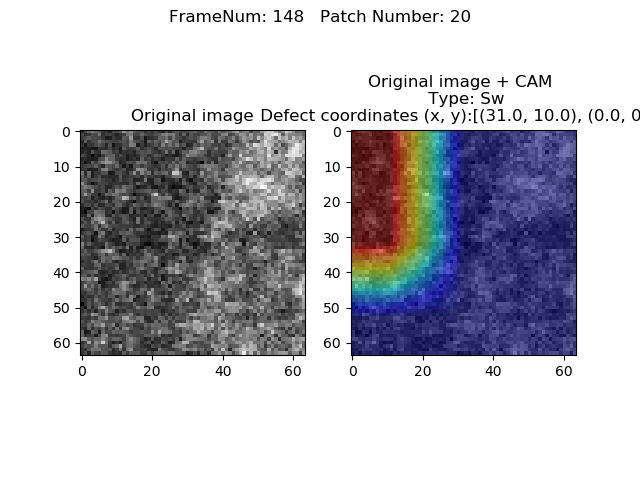 FrameNum: 148   Patch Number: 20
Original image + CAM
Type: Sw
Original image Defect coordinates (x, y):[(31.0, 10.0), (0.0, 0
0
10
20
30
40
50
60
0 20 40 60
0
10
20
30
40
50
60
0 20 40 60